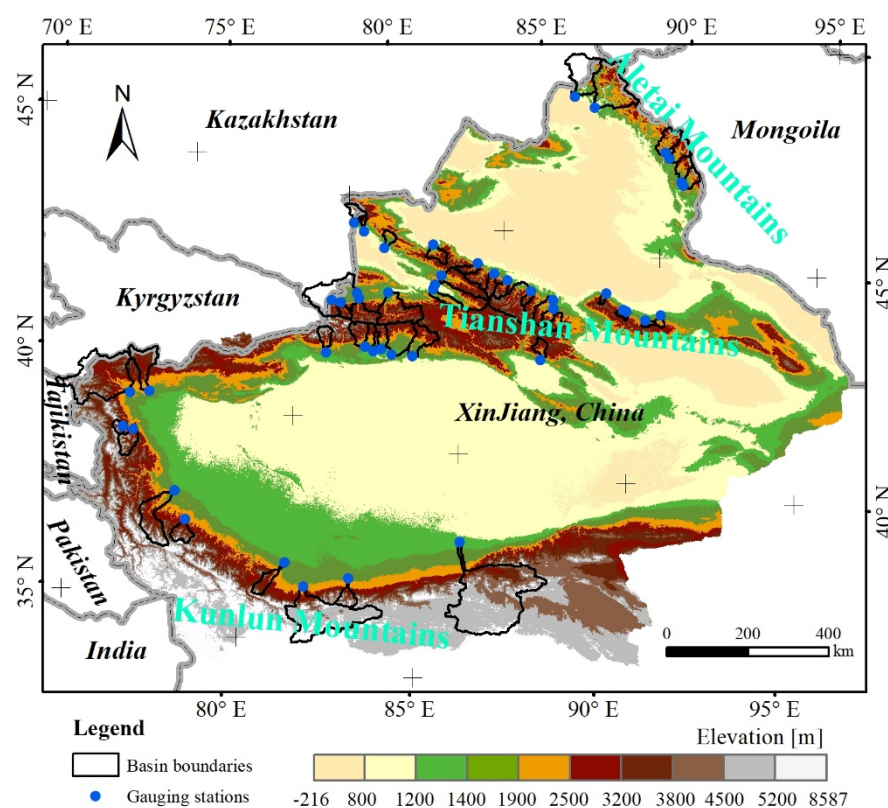 70° E 75° E 80° E 85° E 90° E 95° E
45° N
N
Kazakhstan
Aletai Mountains
Mongoila
Kyrgyzstan
Tianshan Mountains
45° N
40° N
Tajikistan
XinJiang, China
Pakistan
40° N
35° N
Kunlun Mountains
India
0 200 400
km
80° E 85° E 90° E 95° E
Legend
Basin boundaries
Gauging stations
Elevation [m]
-216 800 1200 1400 1900 2500 3200 3800 4500 5200 8587